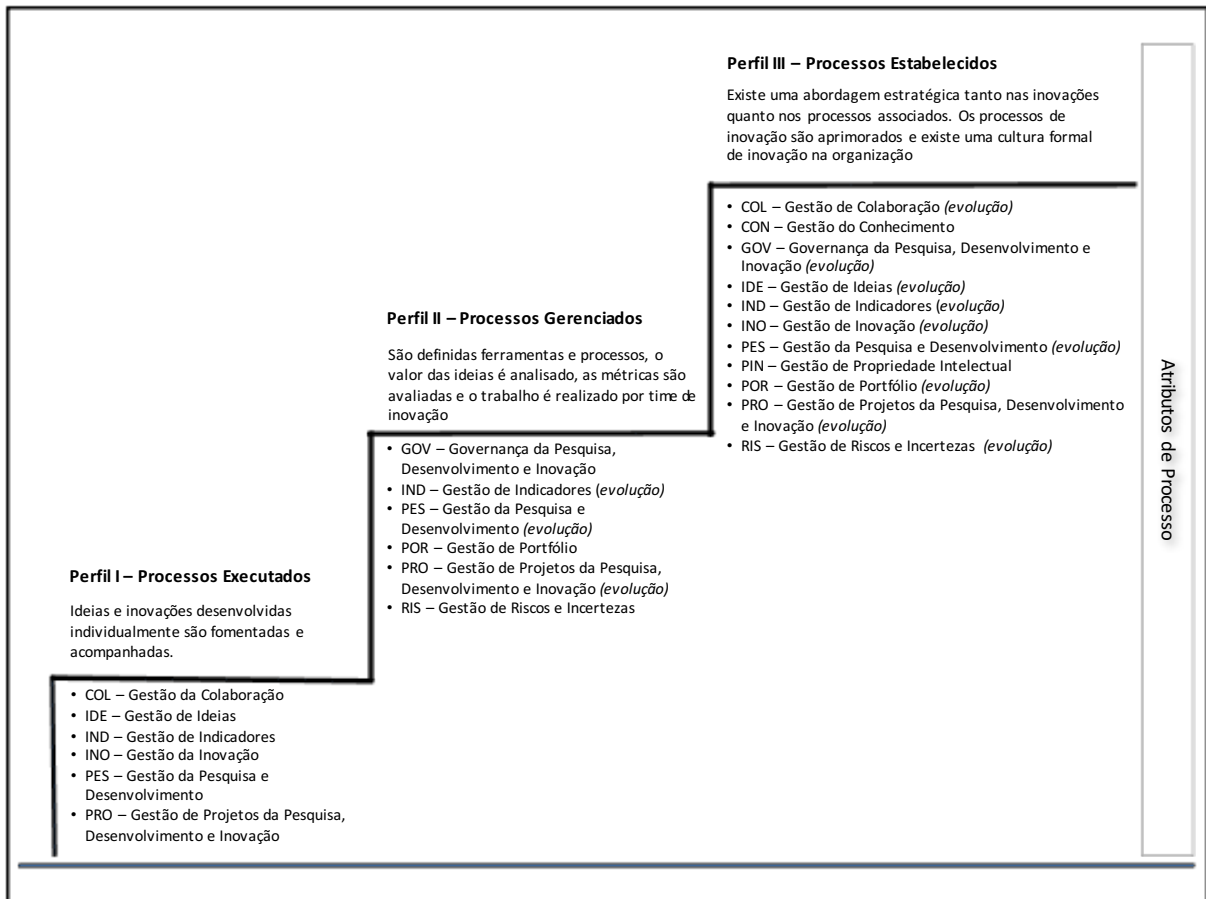 Perfil III – Processos Estabelecidos
Existe uma abordagem estratégica tanto nas inovações
quanto nos processos associados. Os processos de
inovação são aprimorados e existe uma cultura formal
de inovação na organização
• COL – Gestão de Colaboração (evolução)
• CON – Gestão do Conhecimento
• GOV – Governança da Pesquisa, Desenvolvimento e
Inovação (evolução)
• IDE – Gestão de Ideias (evolução)
• IND – Gestão de Indicadores (evolução)
• INO – Gestão de Inovação (evolução)
• PES – Gestão da Pesquisa e Desenvolvimento (evolução)
• PIN – Gestão de Propriedade Intelectual
• POR – Gestão de Portfólio (evolução)
• PRO – Gestão de Projetos da Pesquisa, Desenvolvimento
e Inovação (evolução)
• RIS – Gestão de Riscos e Incertezas (evolução)
Perfil II – Processos Gerenciados
São definidas ferramentas e processos, o
valor das ideias é analisado, as métricas são
avaliadas e o trabalho é realizado por time de
inovação
• GOV – Governança da Pesquisa,
Desenvolvimento e Inovação
• IND – Gestão de Indicadores (evolução)
• PES – Gestão da Pesquisa e
Desenvolvimento (evolução)
• POR – Gestão de Portfólio
• PRO – Gestão de Projetos da Pesquisa,
Desenvolvimento e Inovação (evolução)
• RIS – Gestão de Riscos e Incertezas
Perfil I – Processos Executados
Ideias e inovações desenvolvidas
individualmente são fomentadas e
acompanhadas.
• COL – Gestão da Colaboração
• IDE – Gestão de Ideias
• IND – Gestão de Indicadores
• INO – Gestão da Inovação
• PES – Gestão da Pesquisa e
Desenvolvimento
• PRO – Gestão de Projetos da Pesquisa,
Desenvolvimento e Inovação
Atributos de Processo